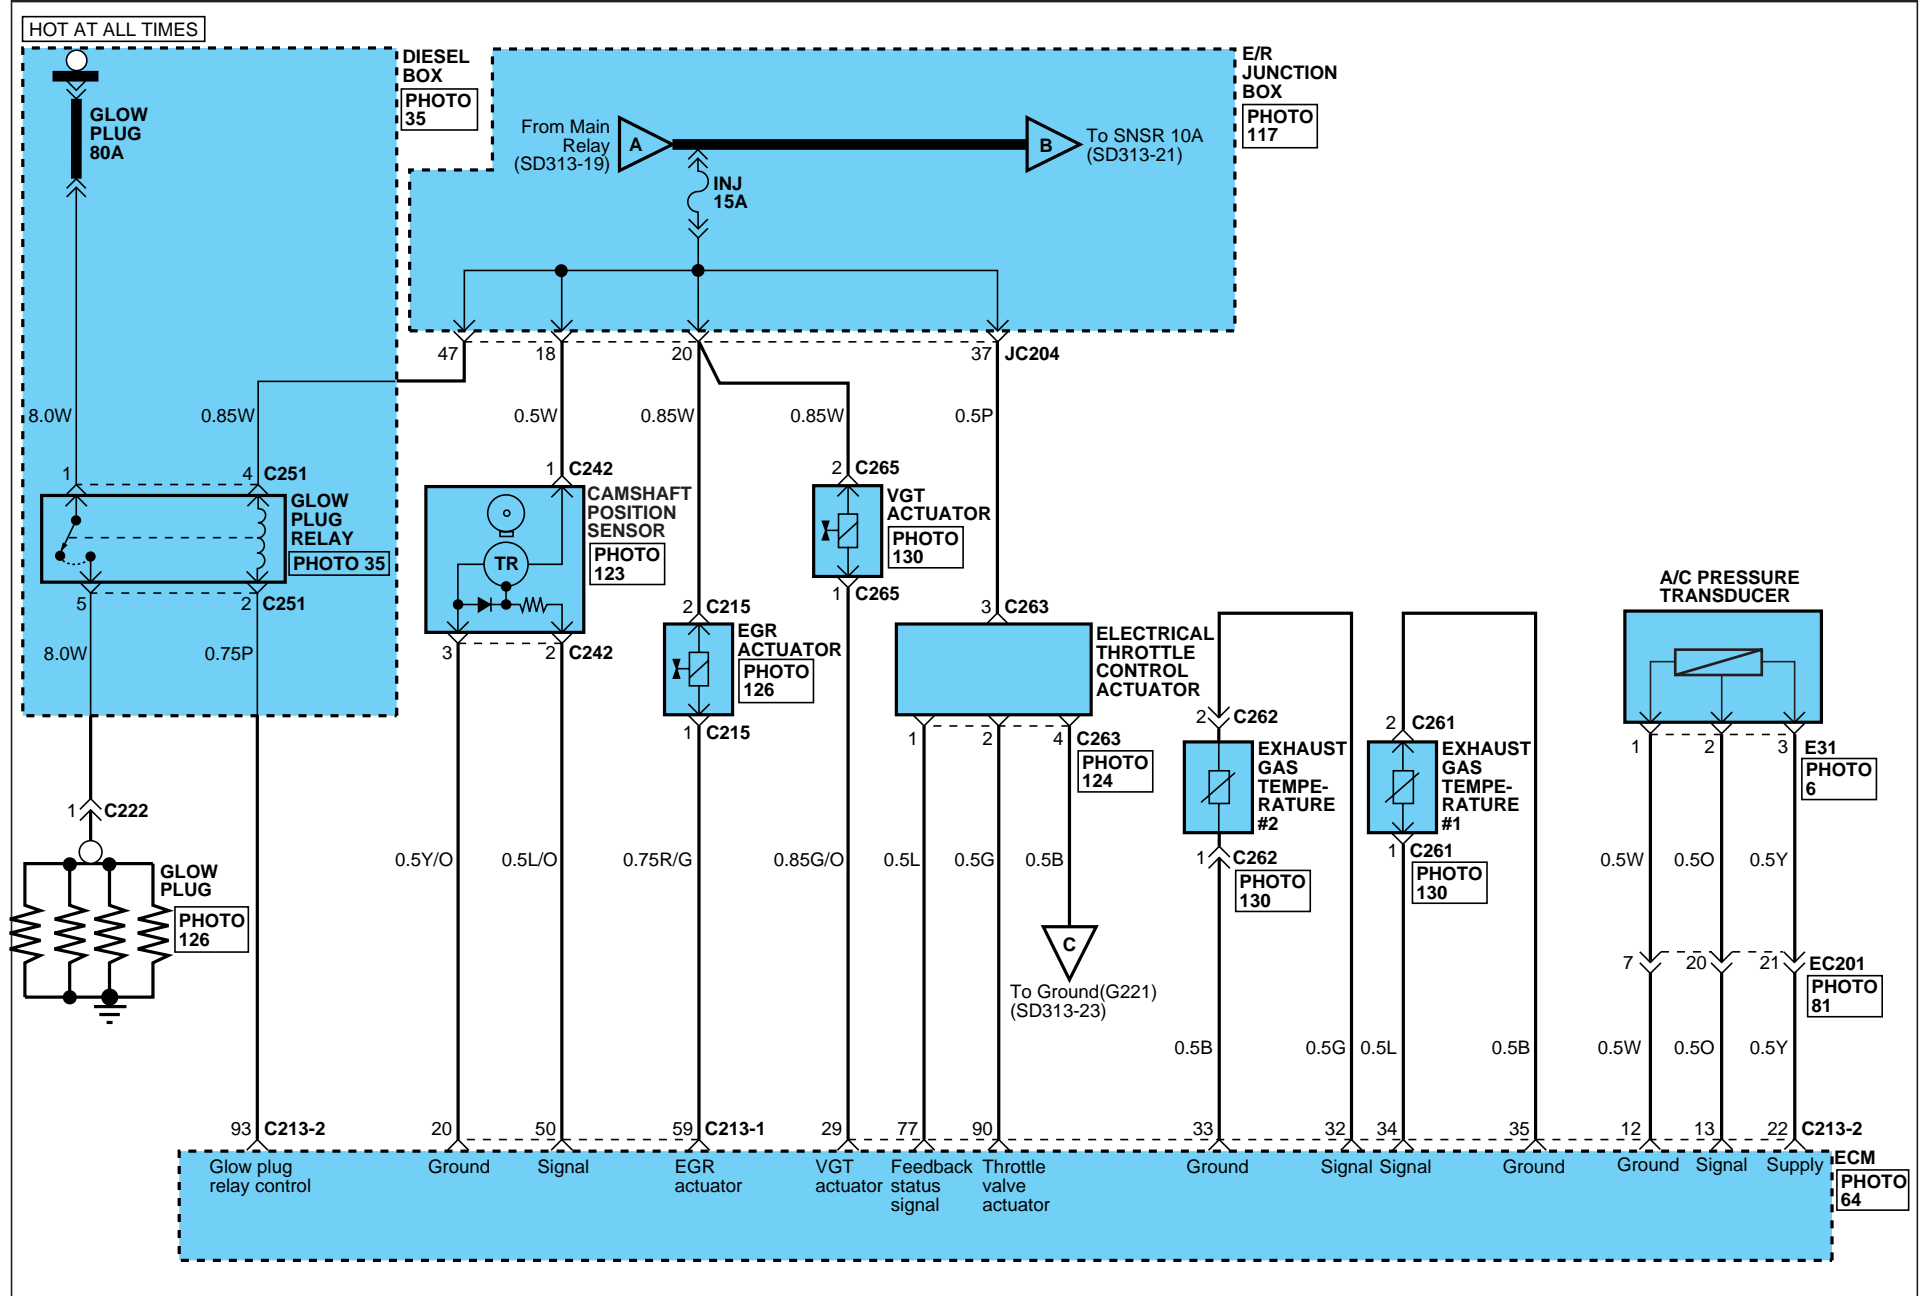 HOT AT ALL TIMES
DIESEL
BOX
PHOTO
35
E/R
JUNCTION
BOX
PHOTO
117
GLOW
PLUG
80A
From Main
Relay
(SD313-19)
A
B
To SNSR 10A
(SD313-21)
INJ
15A
47
18
20
37
JC204
8.0W
0.85W
0.5W
0.85W
0.85W
0.5P
1
4
C251
GLOW
PLUG
RELAY
PHOTO 35
5
2
C251
8.0W
0.75P
1
C242
CAMSHAFT
POSITION
SENSOR
PHOTO
123
TR
3
2
C242
2
C265
VGT
ACTUATOR
PHOTO
130
1
C265
2
C215
EGR
ACTUATOR
PHOTO
126
1
C215
3
C263
ELECTRICAL
THROTTLE
CONTROL
ACTUATOR
1
2
4
C263
PHOTO
124
2
C262
EXHAUST
GAS
TEMPE-
RATURE
#2
1
C262
PHOTO
130
2
C261
EXHAUST
GAS
TEMPE-
RATURE
#1
1
C261
PHOTO
130
A/C PRESSURE
TRANSDUCER
1
2
3
E31
PHOTO
6
1
C222
GLOW
PLUG
PHOTO
126
0.5Y/O
0.5L/O
0.75R/G
0.85G/O
0.5L
0.5G
0.5B
0.5W
0.5O
0.5Y
C
To Ground(G221)
(SD313-23)
7
20
21
EC201
PHOTO
81
0.5B
0.5G
0.5L
0.5B
0.5W
0.5O
0.5Y
93
C213-2
20
50
59
C213-1
29
77
90
33
32
34
35
12
13
22
C213-2
Glow plug
relay control
Ground
Signal
EGR
actuator
VGT
actuator
Feedback
status
signal
Throttle
valve
actuator
Ground
Signal
Signal
Ground
Ground
Signal
Supply
ECM
PHOTO
64